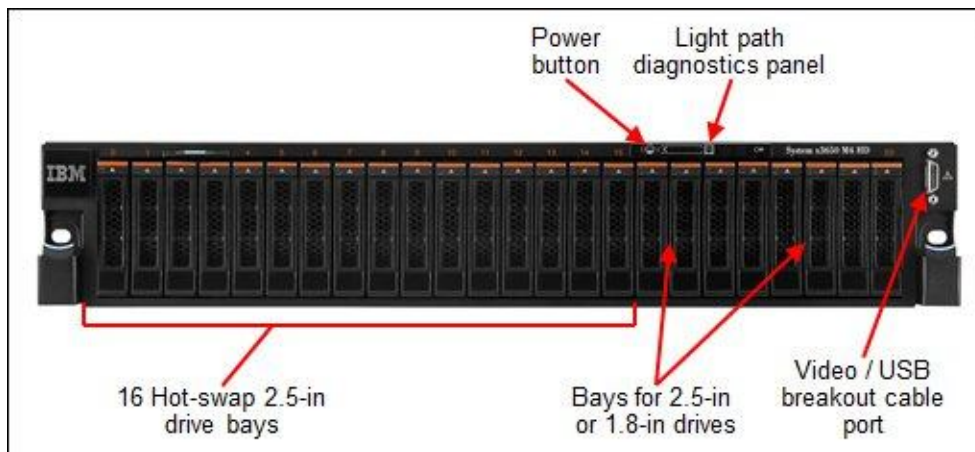 Power
button
Light path
diagnostics panel
IBM
System x3650 M4 HD
16 Hot-swap 2.5-in
drive bays
Bays for 2.5-in
or 1.8-in drives
Video / USB
breakout cable
port